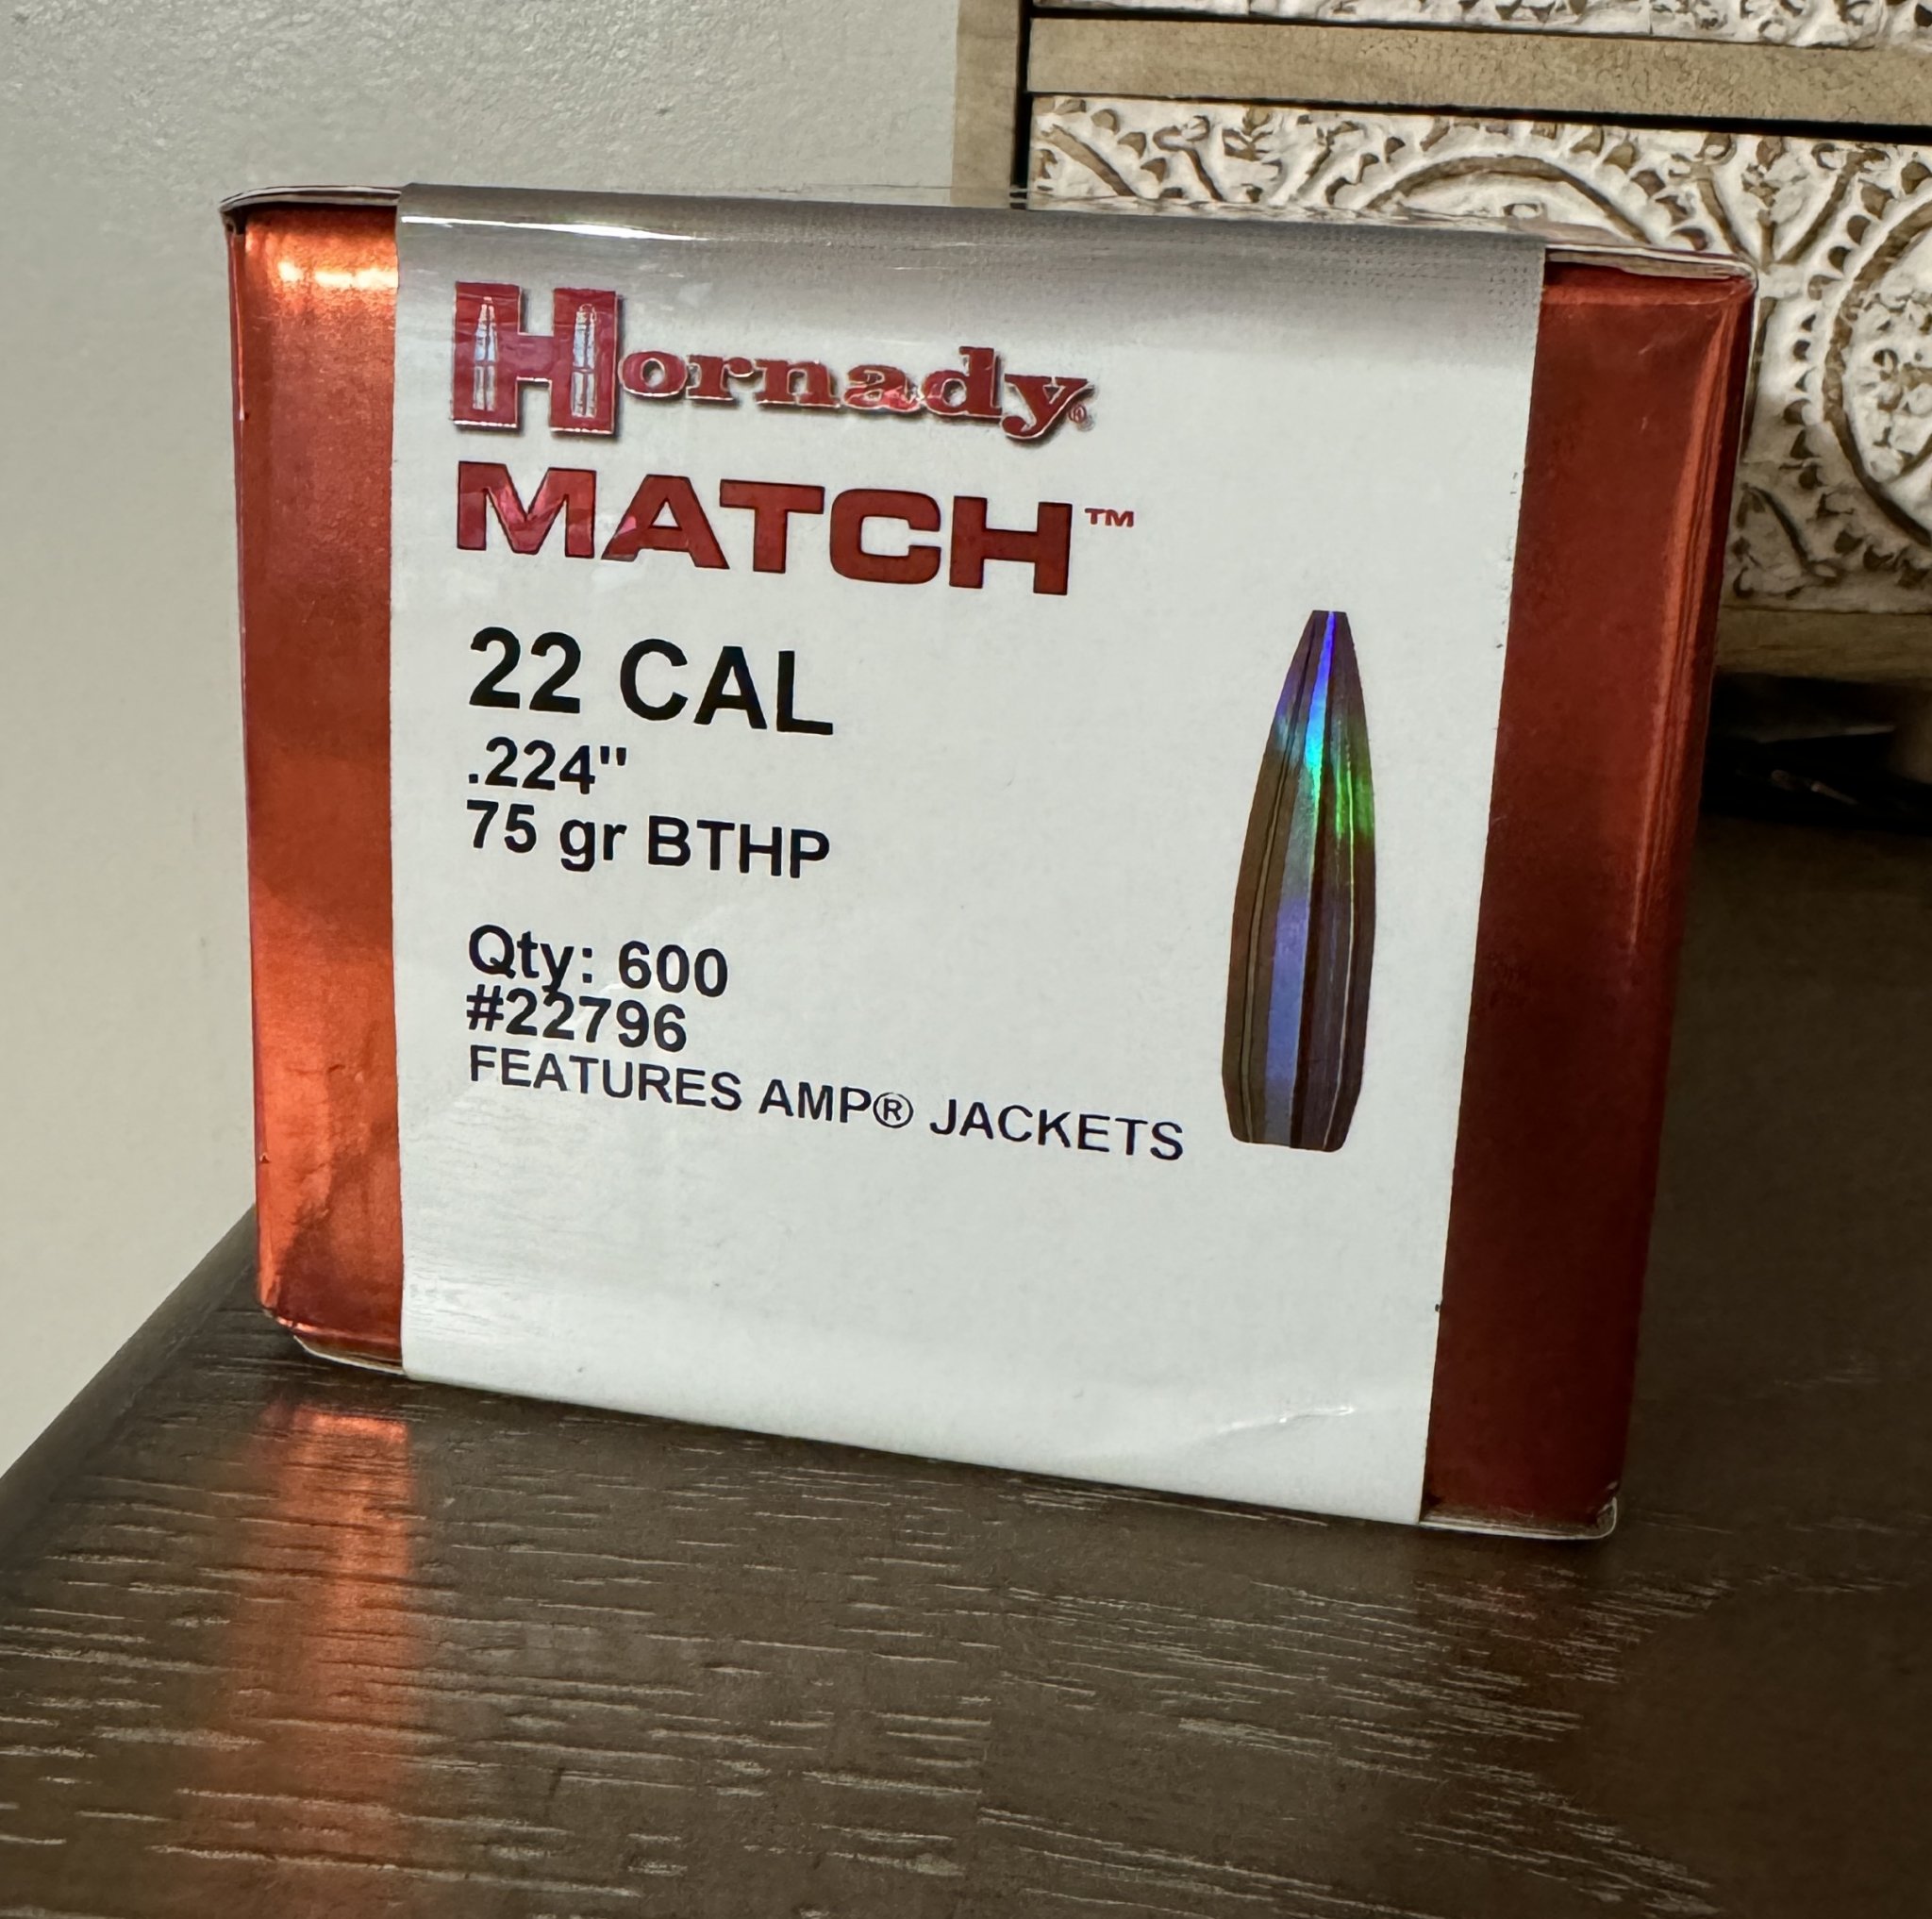 Hornady®
MATCH™
22 CAL
.224"
75 gr BTHP
Qty: 600
#22796
FEATURES AMP® JACKETS